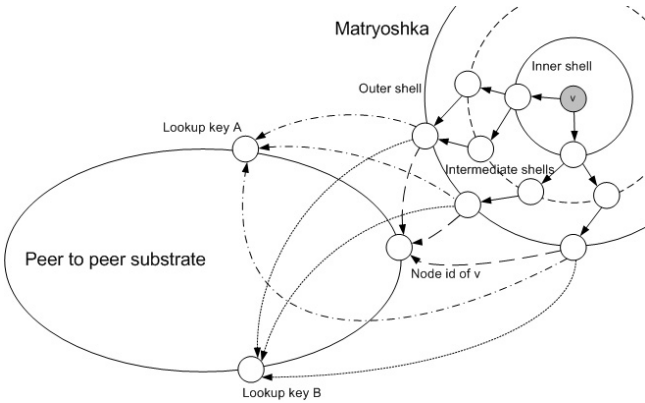 Matryoshka
Inner shell
Outer shell
v
Lookup key A
Intermediate shells
Peer to peer substrate
Node id of v
Lookup key B